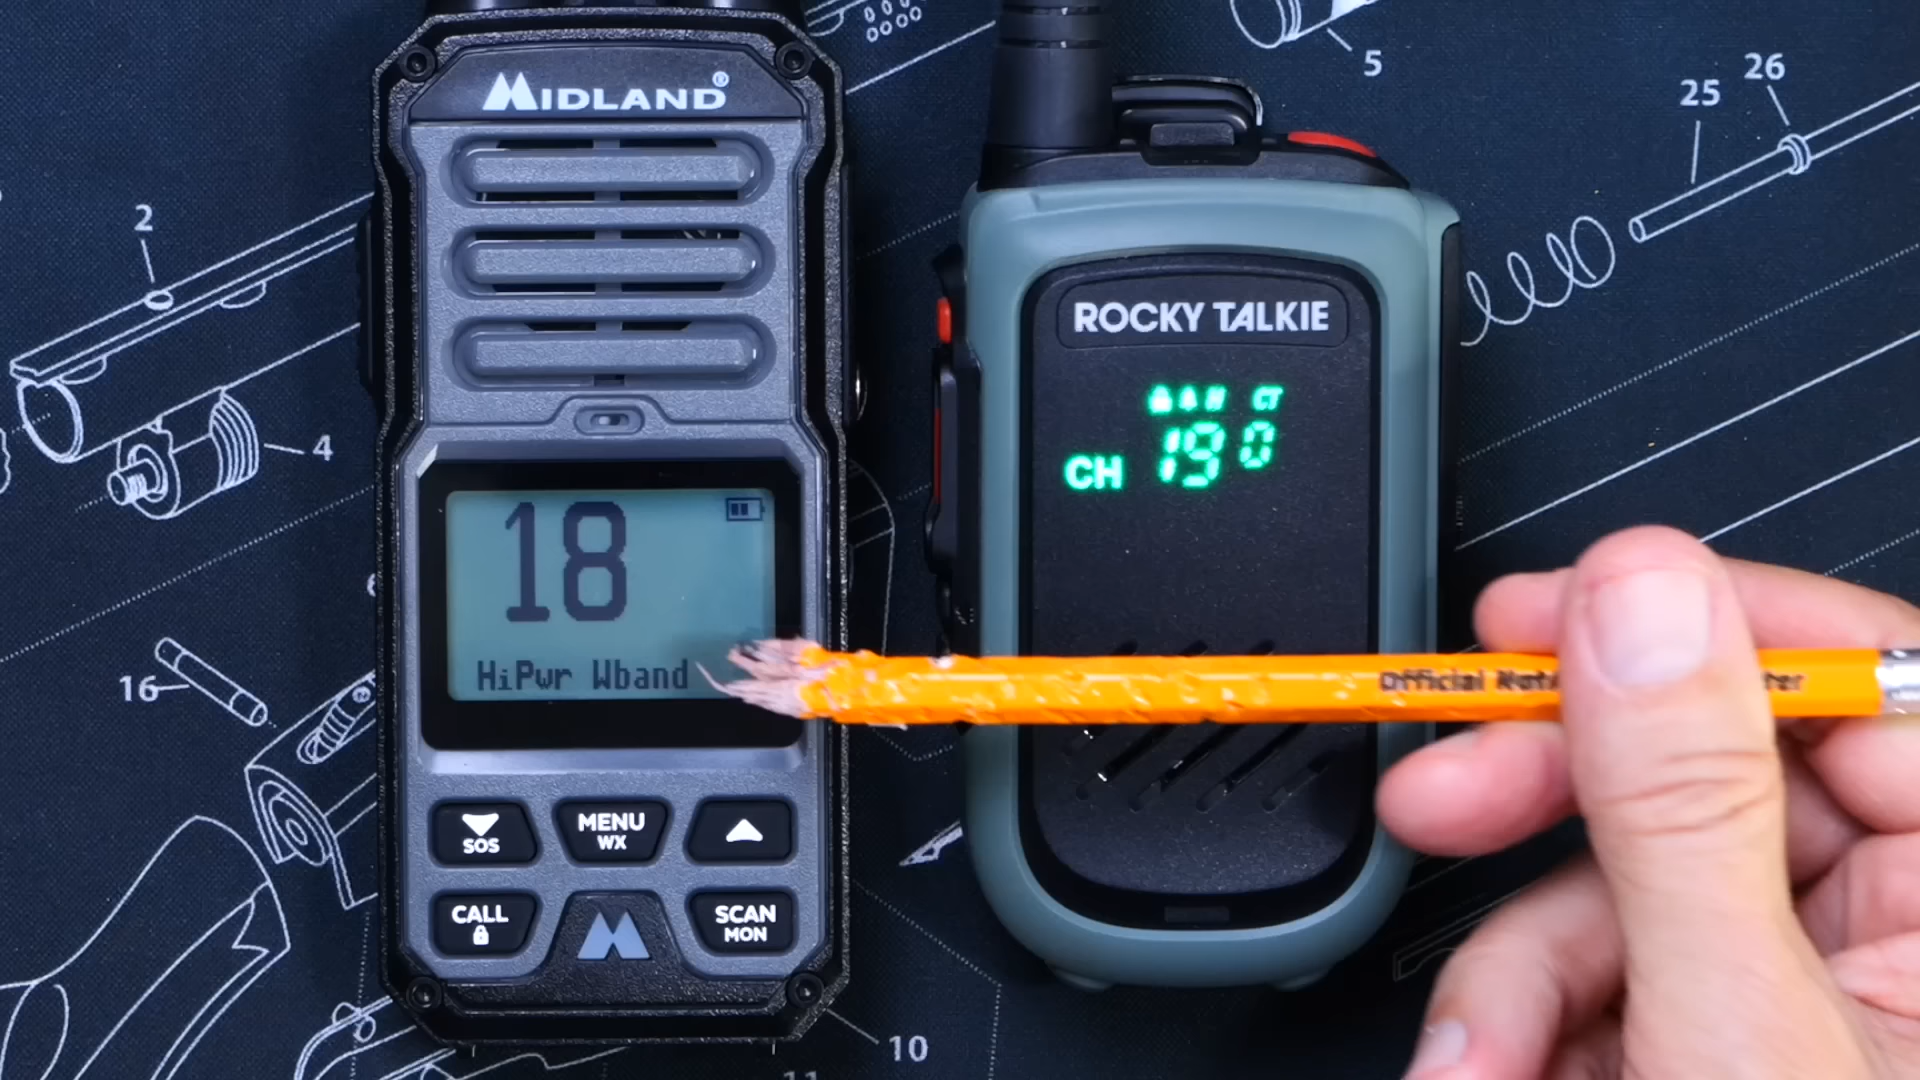 MIDLAND®
18
HiPwr Wband
SOS
MENU
WX
CALL
SCAN
MON
ROCKY TALKIE
H CT
CH 19 0
Official
2
4
16
5
25
26
10
11